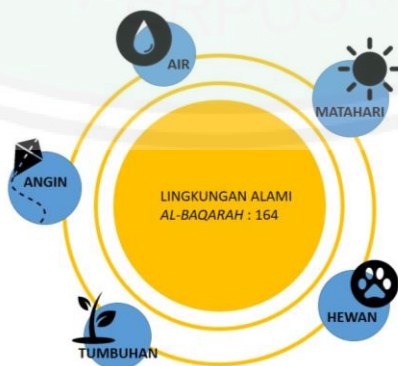 AIR
MATAHARI
ANGIN
LINGKUNGAN ALAMI
AL-BAQARAH : 164
HEWAN
TUMBUHAN